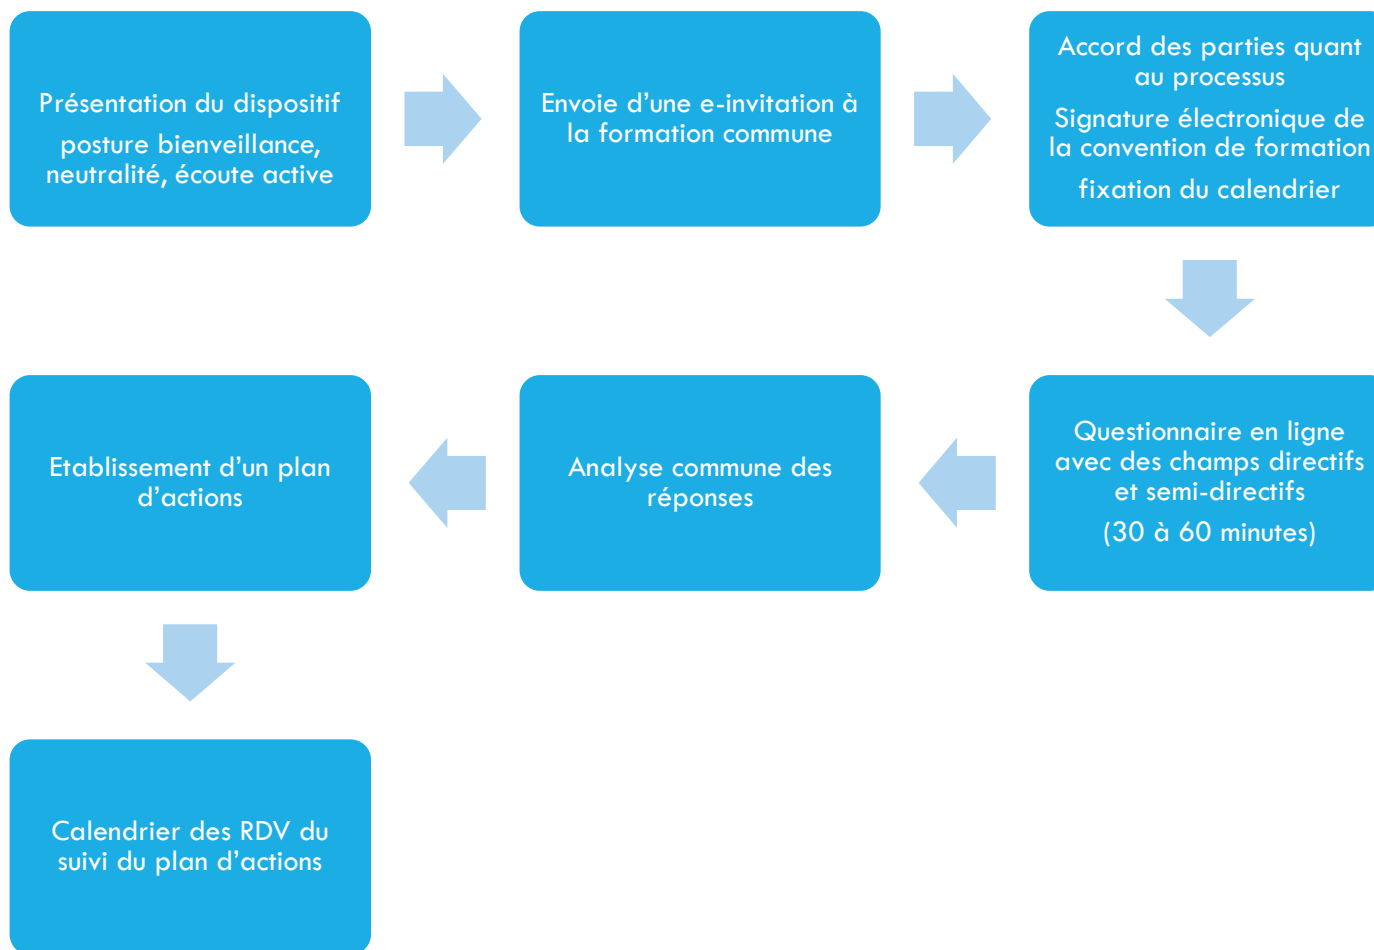 Présentation du dispositif
posture bienveillance,
neutralité, écoute active
Envoie d’une e-invitation à
la formation commune
Accord des parties quant
au processus
Signature électronique de
la convention de formation
fixation du calendrier
Questionnaire en ligne
avec des champs directifs
et semi-directifs
(30 à 60 minutes)
Analyse commune des
réponses
Etablissement d’un plan
d’actions
Calendrier des RDV du
suivi du plan d’actions